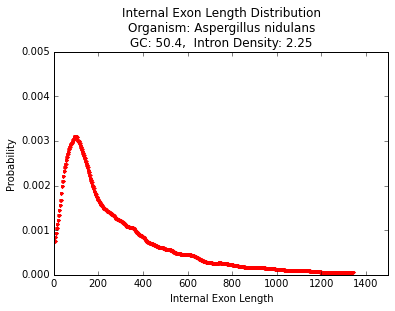 Internal Exon Length Distribution
Organism: Aspergillus nidulans
GC: 50.4,  Intron Density: 2.25
0.005
0.004
0.003
0.002
0.001
0.000
Probability
0 200 400 600 800 1000 1200 1400
Internal Exon Length